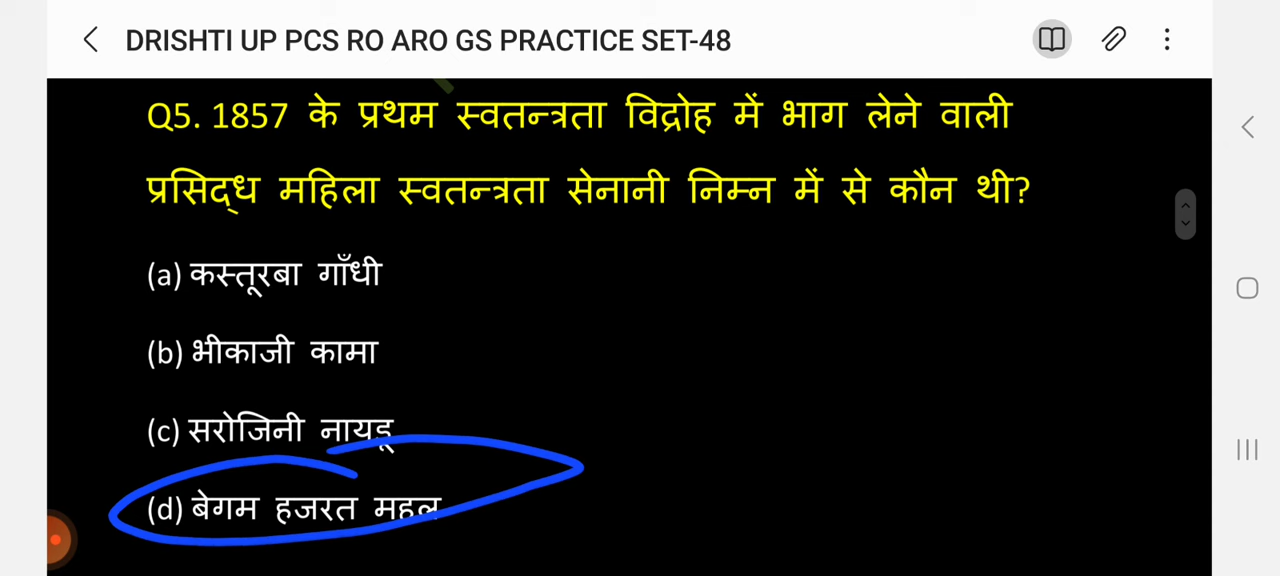 DRISHTI UP PCS RO ARO GS PRACTICE SET-48
Q5. 1857 के प्रथम स्वतन्त्रता विद्रोह में भाग लेने वाली
प्रसिद्ध महिला स्वतन्त्रता सेनानी निम्न में से कौन थी?
(a) कस्तूरबा गाँधी
(b) भीकाजी कामा
(c) सरोजिनी नायडू
(d) बेगम हजरत महल